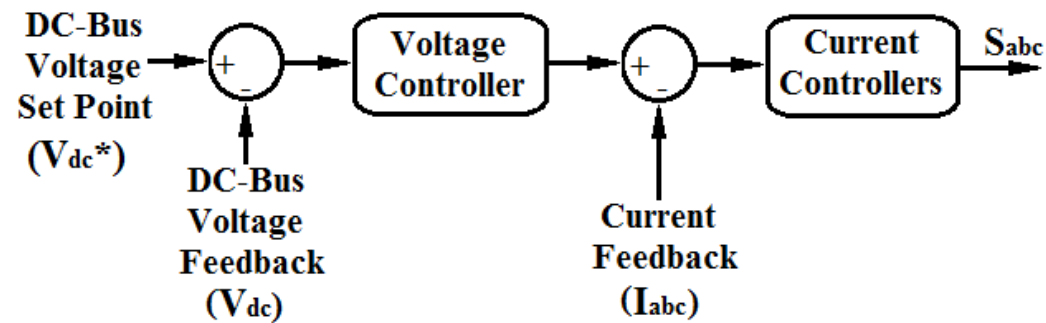 DC-Bus
Voltage
Set Point
(Vdc*)
+
-
DC-Bus
Voltage
Feedback
(Vdc)
Voltage
Controller
+
-
Current
Feedback
(Iabc)
Current
Controllers
Sabc